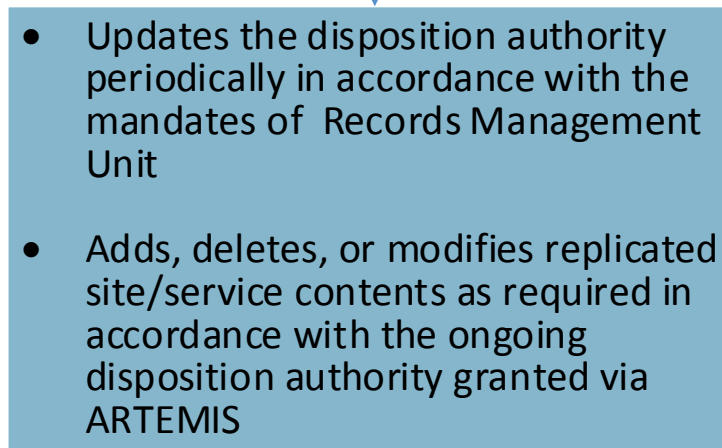 • Updates the disposition authority
periodically in accordance with the
mandates of  Records Management
Unit
• Adds, deletes, or modifies replicated
site/service contents as required in
accordance with the ongoing
disposition authority granted via
ARTEMIS